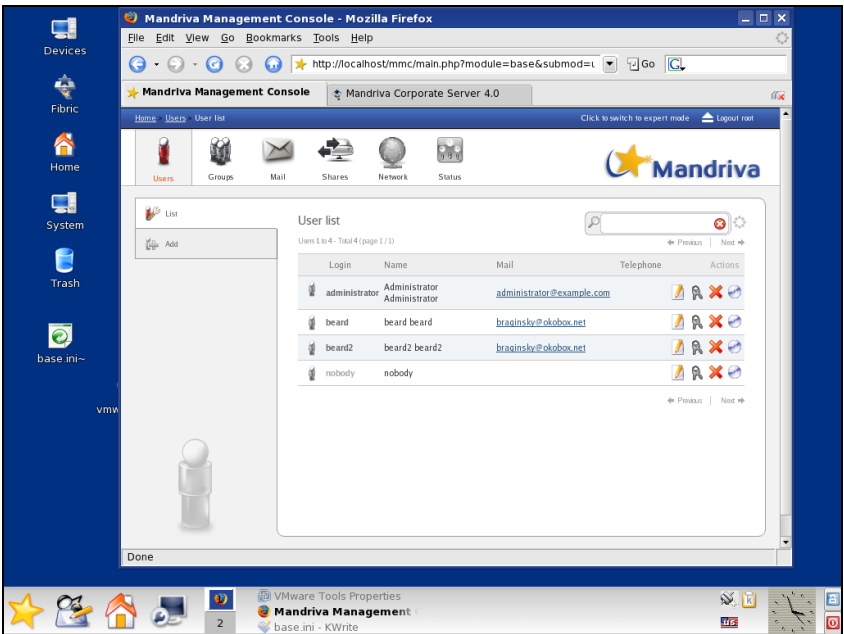 Devices
Fibric
Home
System
Trash
base.ini~
vmw
Mandriva Management Console - Mozilla Firefox
File Edit View Go Bookmarks Tools Help
http://localhost/mmc/main.php?module=base&submod=u
Go
G
Mandriva Management Console
Mandriva Corporate Server 4.0
Home > Users > User list
Click to switch to expert mode
Logout root
Users
Groups
Mail
Shares
Network
Status
Mandriva
List
Add
User list
Users 1 to 4 - Total 4 (page 1 / 1)
Previous | Next
Login Name Mail Telephone Actions
administrator Administrator Administrator administrator@example.com
beard beard beard braginsky@okobox.net
beard2 beard2 beard2 braginsky@okobox.net
nobody nobody
Previous | Next
Done
2
VMware Tools Properties
Mandriva Management
base.ini - KWrite
us